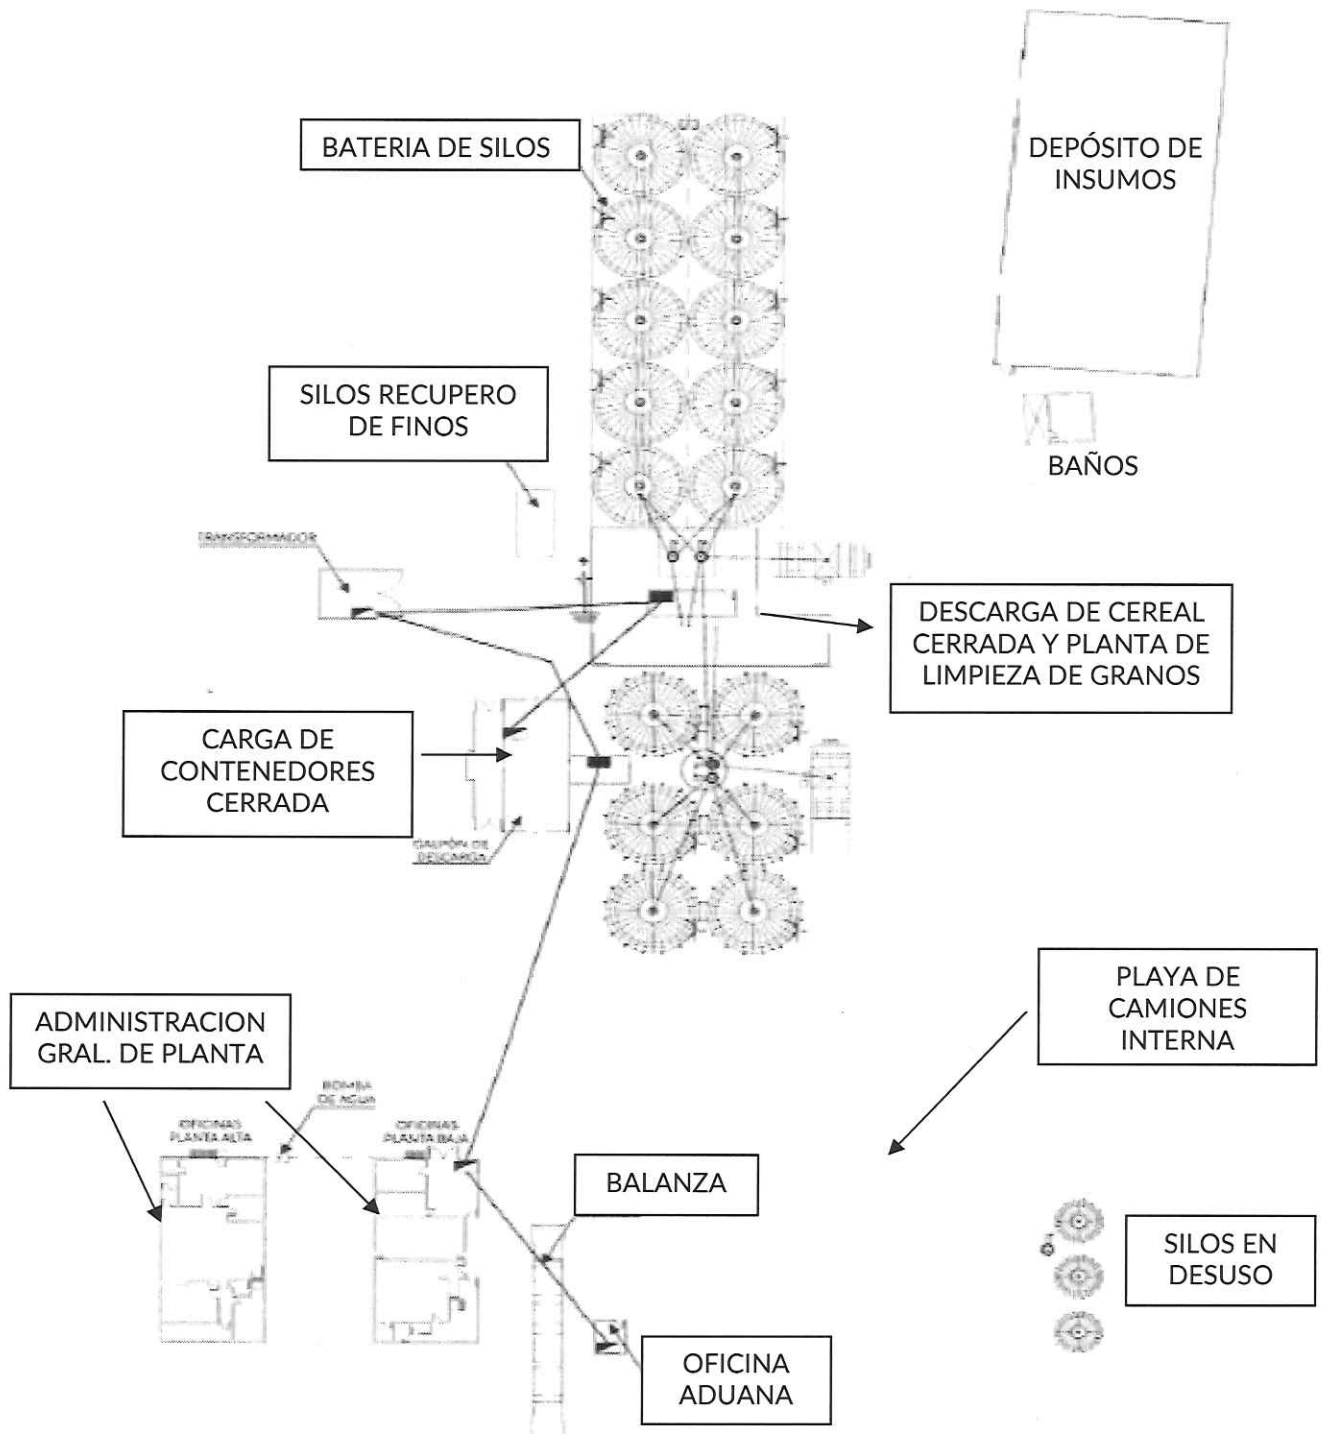 DEPÓSITO DE
INSUMOS
BATERIA DE SILOS
SILOS RECUPERO
DE FINOS
BAÑOS
TRANSFORMADOR
DESCARGA DE CEREAL
CERRADA Y PLANTA DE
LIMPIEZA DE GRANOS
CARGA DE
CONTENEDORES
CERRADA
GALPÓN DE
DESCARGA
PLAYA DE
CAMIONES
INTERNA
ADMINISTRACION
GRAL. DE PLANTA
BOMBA
DE AGUA
OFICINAS
PLANTA ALTA
OFICINAS
PLANTA BAJA
BALANZA
SILOS EN
DESUSO
OFICINA
ADUANA